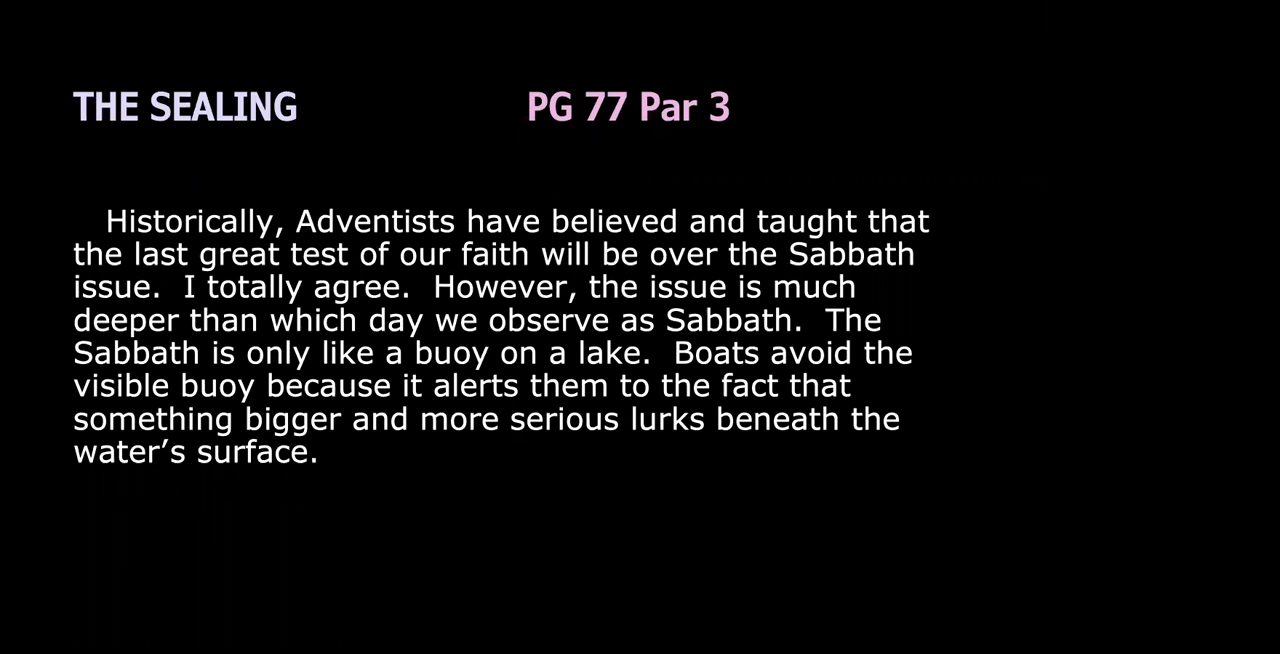 THE SEALING PG 77 Par 3
Historically, Adventists have believed and taught that
the last great test of our faith will be over the Sabbath
issue.  I totally agree.  However, the issue is much
deeper than which day we observe as Sabbath.  The
Sabbath is only like a buoy on a lake.  Boats avoid the
visible buoy because it alerts them to the fact that
something bigger and more serious lurks beneath the
water’s surface.